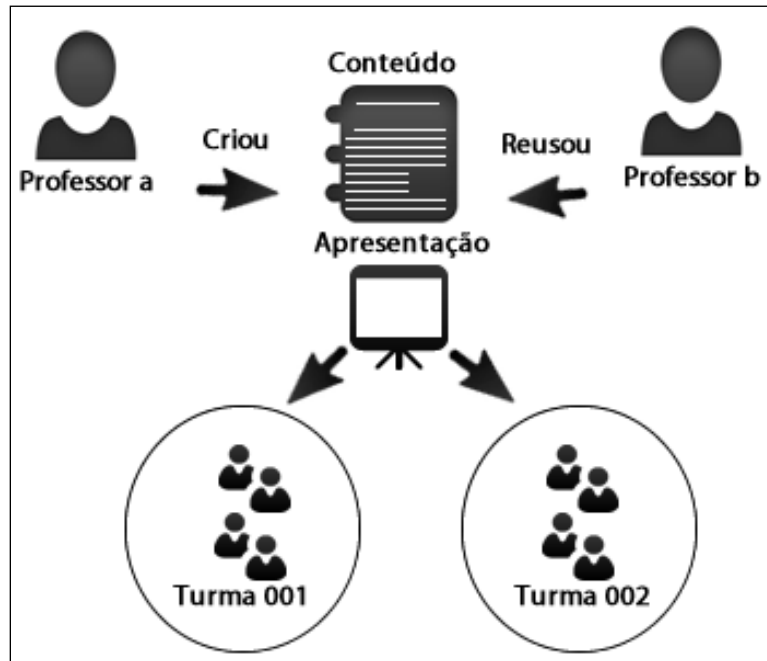 Conteúdo
Criou
Reusou
Professor a
Professor b
Apresentação
Turma 001
Turma 002